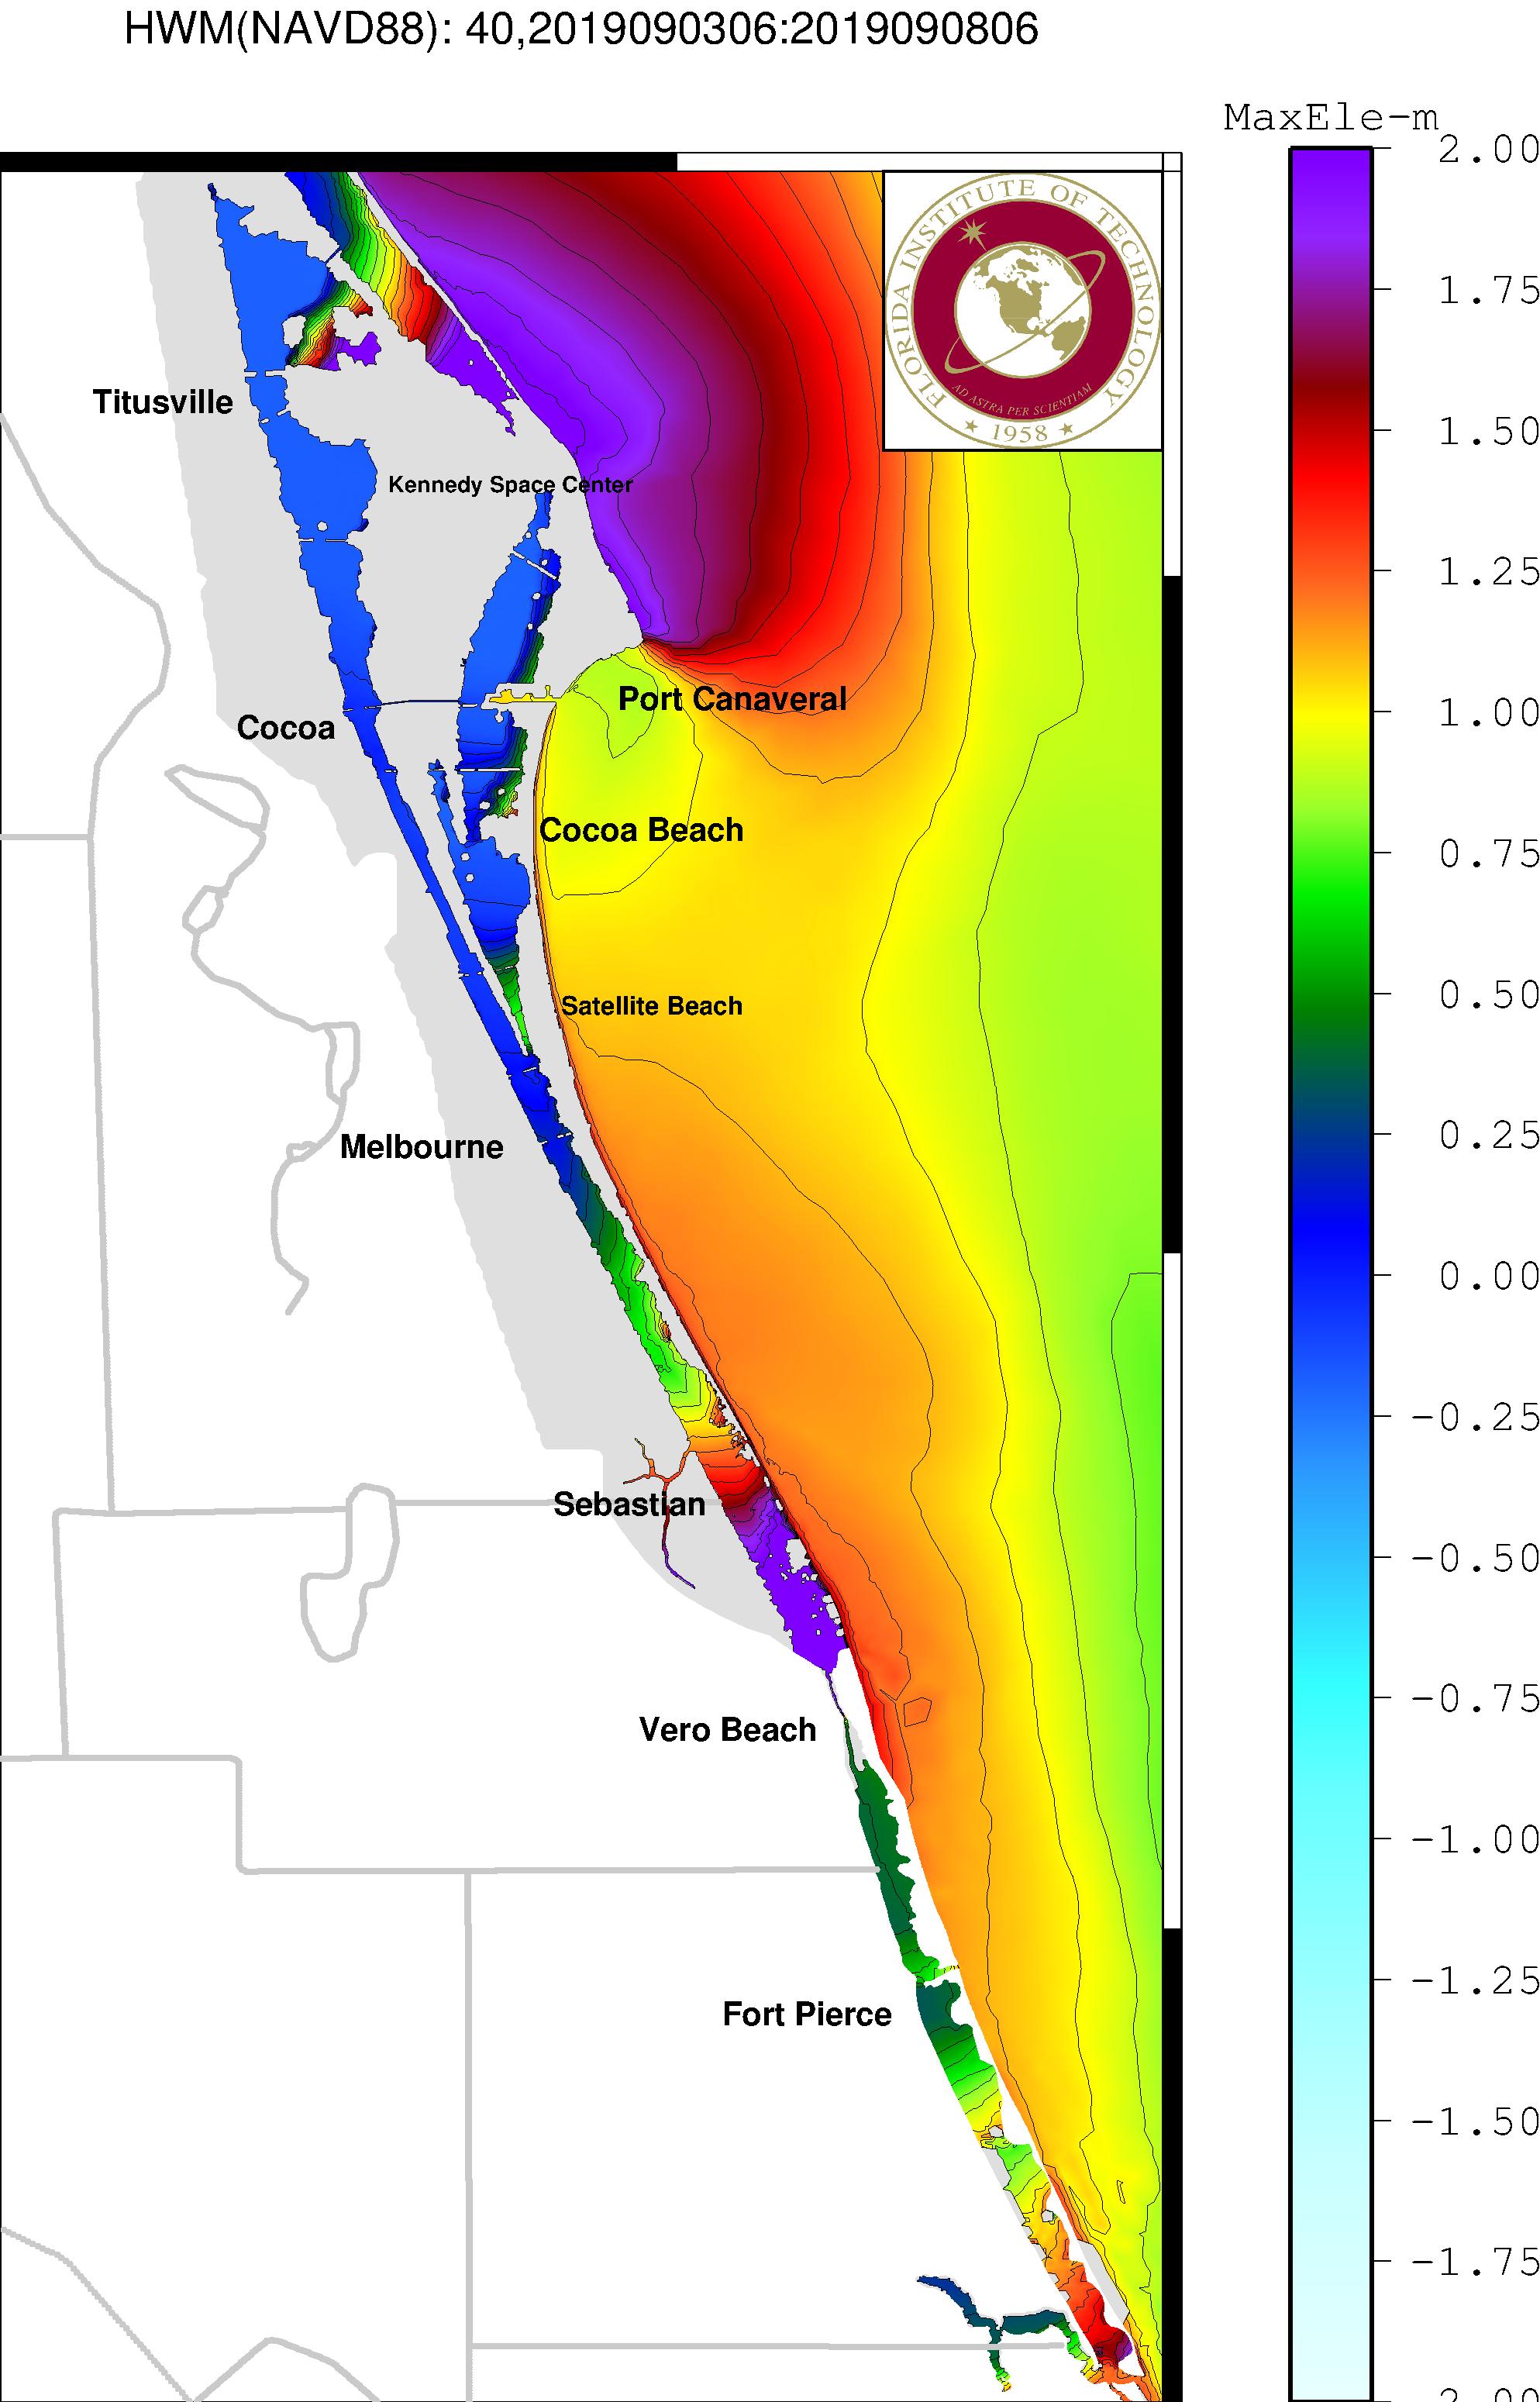 HWM(NAVD88): 40,2019090306:2019090806
MaxEle-m
2.00
1.75
1.50
1.25
1.00
0.75
0.50
0.25
0.00
-0.25
-0.50
-0.75
-1.00
-1.25
-1.50
-1.75
-2.00
FLORIDA INSTITUTE OF TECHNOLOGY
AD ASTRA PER SCIENTIAM
★ 1958 ★
Titusville
Kennedy Space Center
Port Canaveral
Cocoa
Cocoa Beach
Satellite Beach
Melbourne
Sebastian
Vero Beach
Fort Pierce